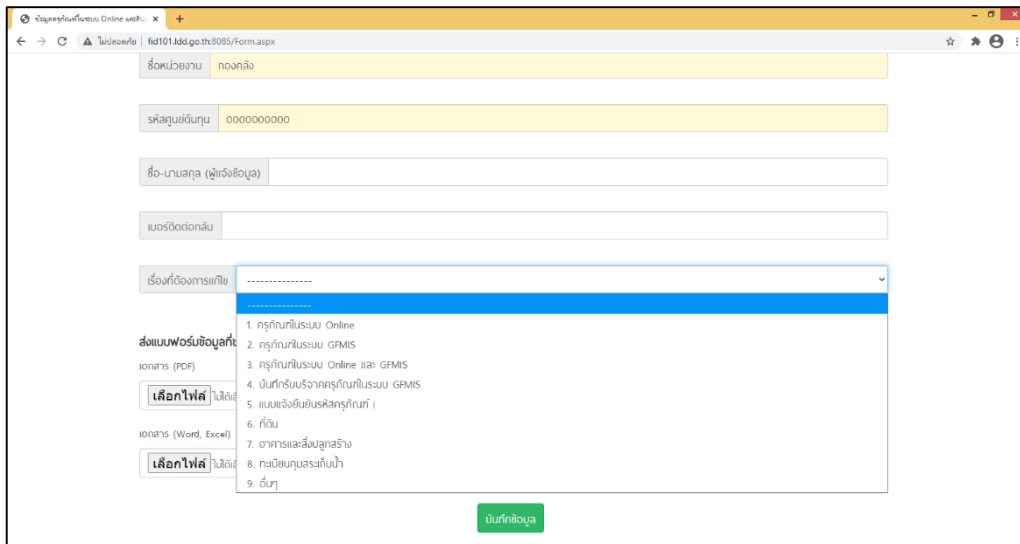 ข้อมูลครุภัณฑ์ในระบบ Online และสิน
ไม่ปลอดภัย | fid101.ldd.go.th:8085/Form.aspx
ชื่อหน่วยงาน กองคลัง
รหัสศูนย์ต้นทุน 0000000000
ชื่อ-นามสกุล (ผู้แจ้งข้อมูล)
เบอร์ติดต่อกลับ
เรื่องที่ต้องการแก้ไข ---------------
---------------
1. ครุภัณฑ์ในระบบ Online
ส่งแบบฟอร์มข้อมูลที่
2. ครุภัณฑ์ในระบบ GFMIS
เอกสาร (PDF)
3. ครุภัณฑ์ในระบบ Online และ GFMIS
4. บันทึกรับบริจาคครุภัณฑ์ในระบบ GFMIS
เลือกไฟล์ ไม่ได้เลื
5. แบบแจ้งยืนยันรหัสครุภัณฑ์ (
6. ที่ดิน
เอกสาร (Word, Excel)
7. อาคารและสิ่งปลูกสร้าง
เลือกไฟล์ ไม่ได้เลื
8. ทะเบียนคุมสระเก็บน้ำ
9. อื่นๆ
บันทึกข้อมูล